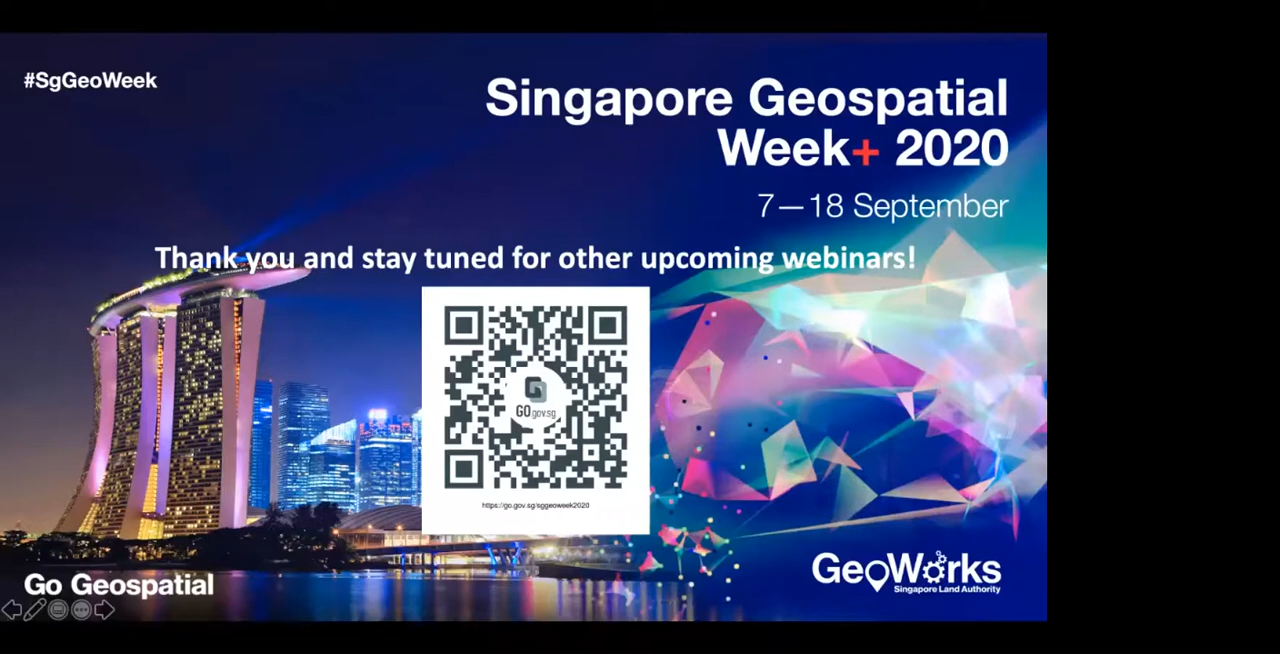 #SgGeoWeek
Singapore Geospatial
Week+ 2020
7—18 September
Thank you and stay tuned for other upcoming webinars!
GO gov.sg
https://go.gov.sg/sggeoweek2020
Go Geospatial
GeoWorks
Singapore Land Authority